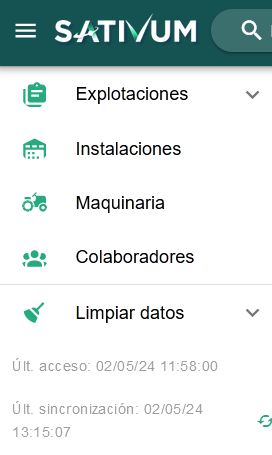 SATIVUM
Explotaciones
Instalaciones
Maquinaria
Colaboradores
Limpiar datos
Últ. acceso: 02/05/24 11:58:00
Últ. sincronización: 02/05/24
13:15:07